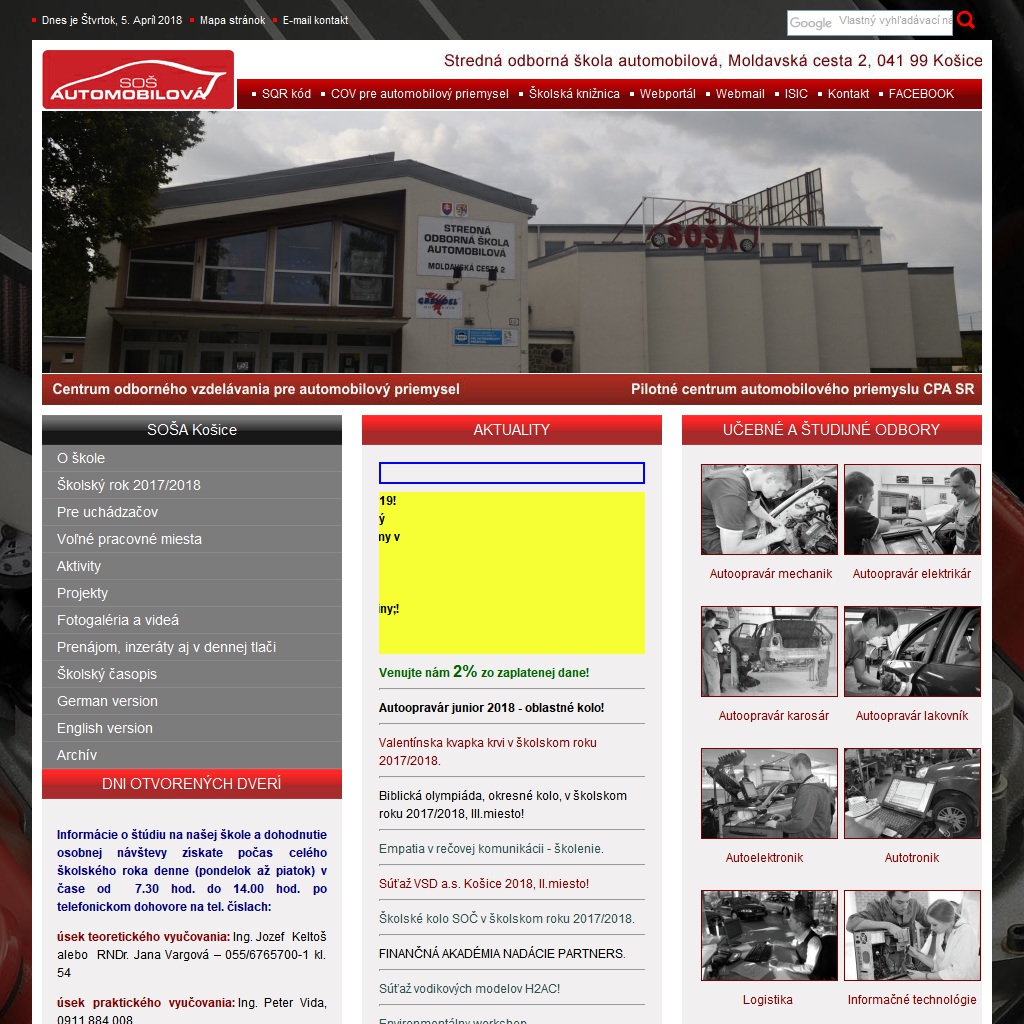 Dnes je Štvrtok, 5. Apríl 2018
Mapa stránok
E-mail kontakt
Google
Vlastný vyhľadávací
SOŠ
AUTOMOBILOVÁ
Stredná odborná škola automobilová, Moldavská cesta 2, 041 99 Košice
SQR kód
COV pre automobilový priemysel
Školská knižnica
Webportál
Webmail
ISIC
Kontakt
FACEBOOK
STREDNÁ
ODBORNÁ ŠKOLA
AUTOMOBILOVÁ
MOLDAVSKÁ CESTA 2
SOŠA
Centrum odborného vzdelávania pre automobilový priemysel
Pilotné centrum automobilového priemyslu CPA SR
SOŠA Košice
O škole
Školský rok 2017/2018
Pre uchádzačov
Voľné pracovné miesta
Aktivity
Projekty
Fotogaléria a videá
Prenájom, inzeráty aj v dennej tlači
Školský časopis
German version
English version
Archív
DNI OTVORENÝCH DVERÍ
Informácie o štúdiu na našej škole a dohodnutie
osobnej návštevy získate počas celého
školského roka denne (pondelok až piatok) v
čase od 7.30 hod. do 14.00 hod. po
telefonickom dohovore na tel. číslach:
úsek teoretického vyučovania: Ing. Jozef Keltoš
alebo RNDr. Jana Vargová – 055/6765700-1 kl.
54
úsek praktického vyučovania: Ing. Peter Vida,
0911 884 008
AKTUALITY
19!
ý
my v
iny;!
Venujte nám 2% zo zaplatenej dane!
Autoopravár junior 2018 - oblastné kolo!
Valentínska kvapka krvi v školskom roku
2017/2018.
Biblická olympiáda, okresné kolo, v školskom
roku 2017/2018, III.miesto!
Empatia v rečovej komunikácii - školenie.
Súťaž VSD a.s. Košice 2018, II.miesto!
Školské kolo SOČ v školskom roku 2017/2018.
FINANČNÁ AKADÉMIA NADÁCIE PARTNERS.
Súťaž vodíkových modelov H2AC!
Environmentálny workshop
UČEBNÉ A ŠTUDIJNÉ ODBORY
Autoopravár mechanik
Autoopravár elektrikár
Autoopravár karosár
Autoopravár lakovník
Autoelektronik
Autotronik
Logistika
Informačné technológie